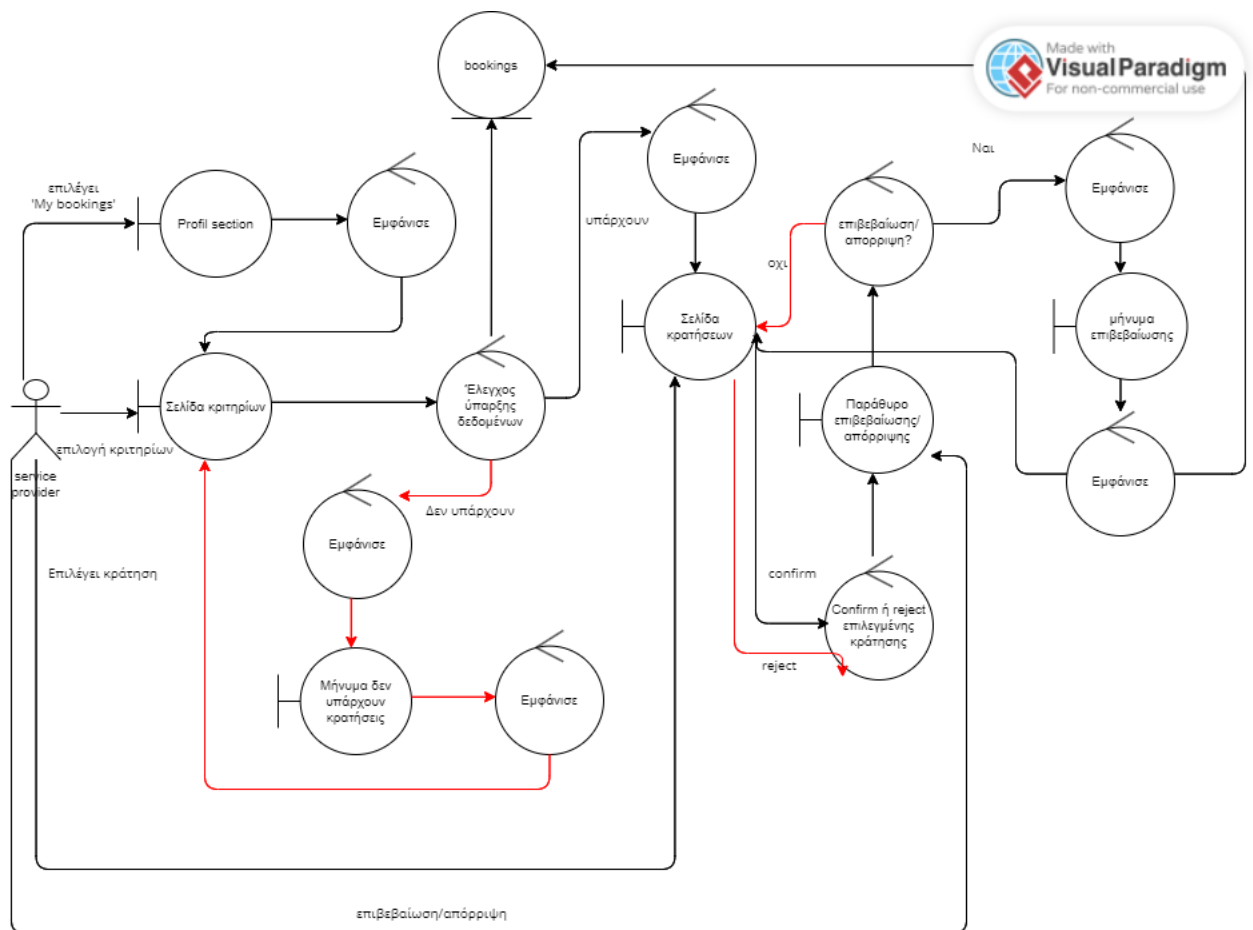 Made with
Visual Paradigm
For non-commercial use
bookings
Εμφάνισε
Ναι
επιλέγει
'My bookings'
Profil section
Εμφάνισε
υπάρχουν
επιβεβαίωση/
απορριψη?
Εμφάνισε
οχι
Σελίδα
κρατήσεων
μήνυμα
επιβεβαίωσης
Σελίδα κριτηρίων
Έλεγχος
ύπαρξης
δεδομένων
Παράθυρο
επιβεβαίωσης/
απόρριψης
επιλογή κριτηρίων
service
provider
Εμφάνισε
Δεν υπάρχουν
Εμφάνισε
Επιλέγει κράτηση
confirm
Confirm ή reject
επιλεγμένης
κράτησης
reject
Μήνυμα δεν
υπάρχουν
κρατήσεις
Εμφάνισε
επιβεβαίωση/απόρριψη